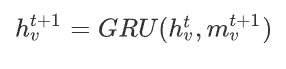 $h_v^{t+1} = GRU(h_v^t, m_v^{t+1})$